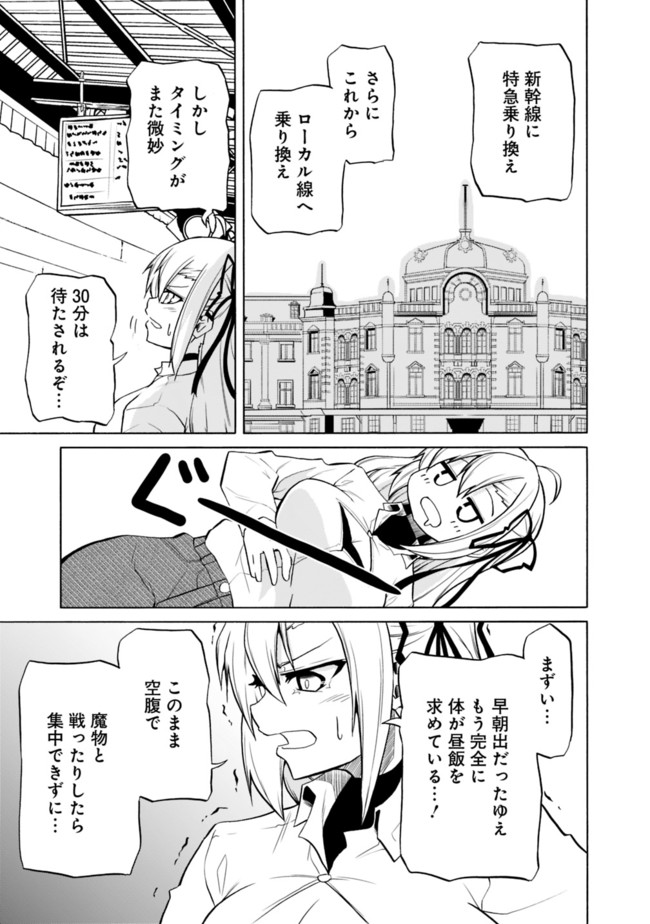 新幹線に
特急乗り換え
さらに
これから
ローカル線へ
乗り換え
しかし
タイミングが
また微妙
30分は
待たされるぞ…
ぐ〜
まずい…
早朝出だったゆえ
もう完全に
体が昼飯を
求めている…!
このまま
空腹で
魔物と
戦ったりしたら
集中できずに…